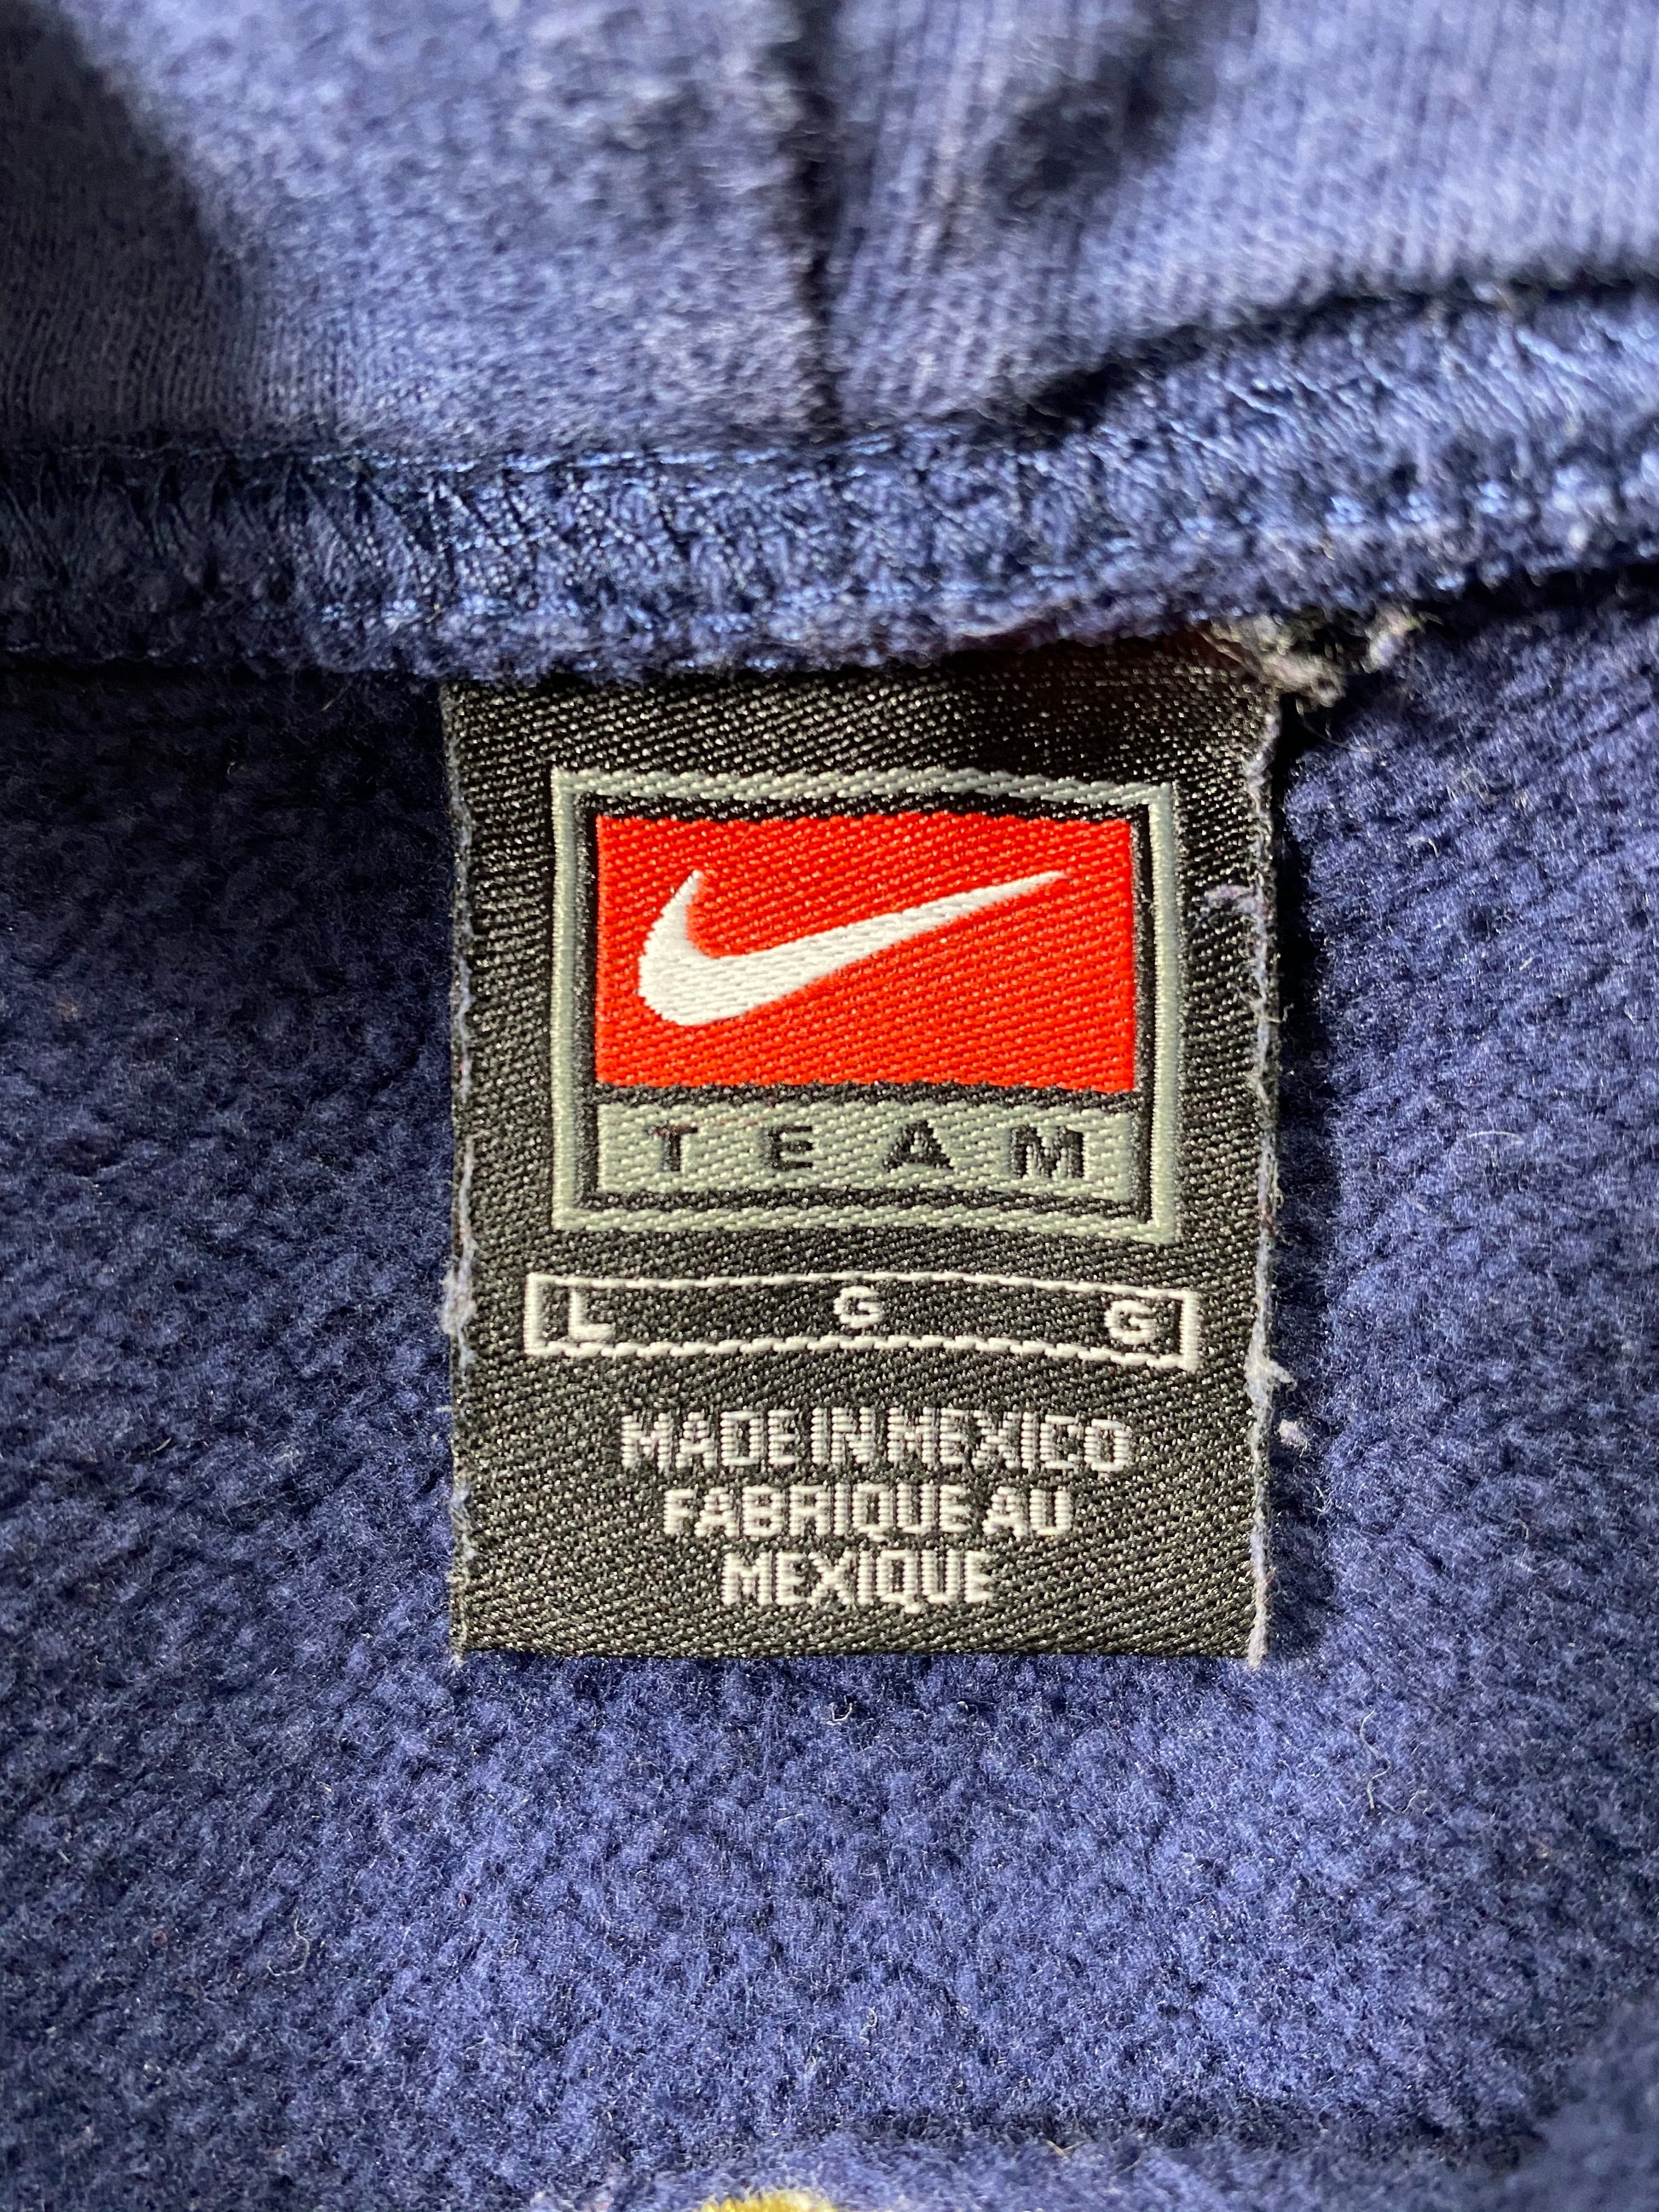 TEAM
L G G
MADE IN MEXICO
FABRIQUE AU
MEXIQUE